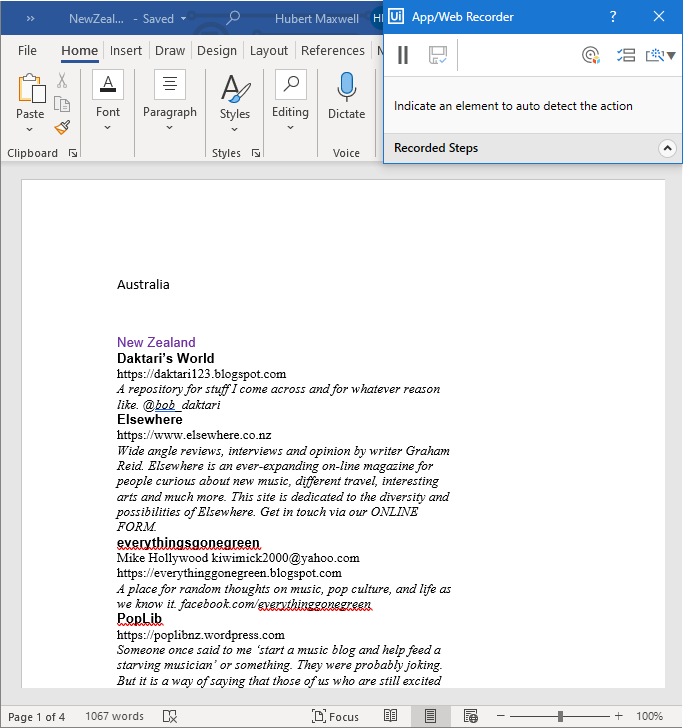 NewZeal... - Saved
Hubert Maxwell
App/Web Recorder
File Home Insert Draw Design Layout References
Indicate an element to auto detect the action
Recorded Steps
Paste
Font
Paragraph
Styles
Editing
Dictate
Clipboard
Styles
Voice
Australia
New Zealand
Daktari's World
https://daktari123.blogspot.com
A repository for stuff I come across and for whatever reason
like. @bob_daktari
Elsewhere
https://www.elsewhere.co.nz
Wide angle reviews, interviews and opinion by writer Graham
Reid. Elsewhere is an ever-expanding on-line magazine for
people curious about new music, different travel, interesting
arts and much more. This site is dedicated to the diversity and
possibilities of Elsewhere. Get in touch via our ONLINE
FORM.
everythingsgonegreen
Mike Hollywood kiwimick2000@yahoo.com
https://everythinggonegreen.blogspot.com
A place for random thoughts on music, pop culture, and life as
we know it. facebook.com/everythinggonegreen
PopLib
https://poplibnz.wordpress.com
Someone once said to me ‘start a music blog and help feed a
starving musician’ or something. They were probably joking.
But it is a way of saying that those of us who are still excited
Page 1 of 4 1067 words Focus 100%